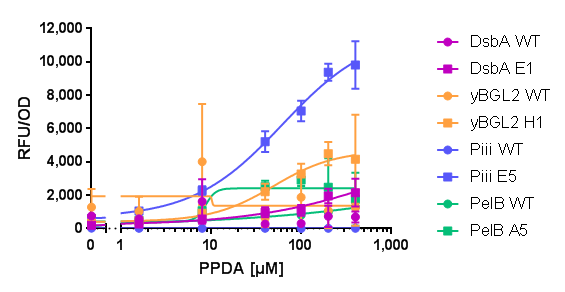 12,000
10,000
8,000
6,000
4,000
2,000
0
RFU/OD
0 1 10 100 1,000
PPDA [µM]
DsbA WT
DsbA E1
yBGL2 WT
yBGL2 H1
Piii WT
Piii E5
PelB WT
PelB A5